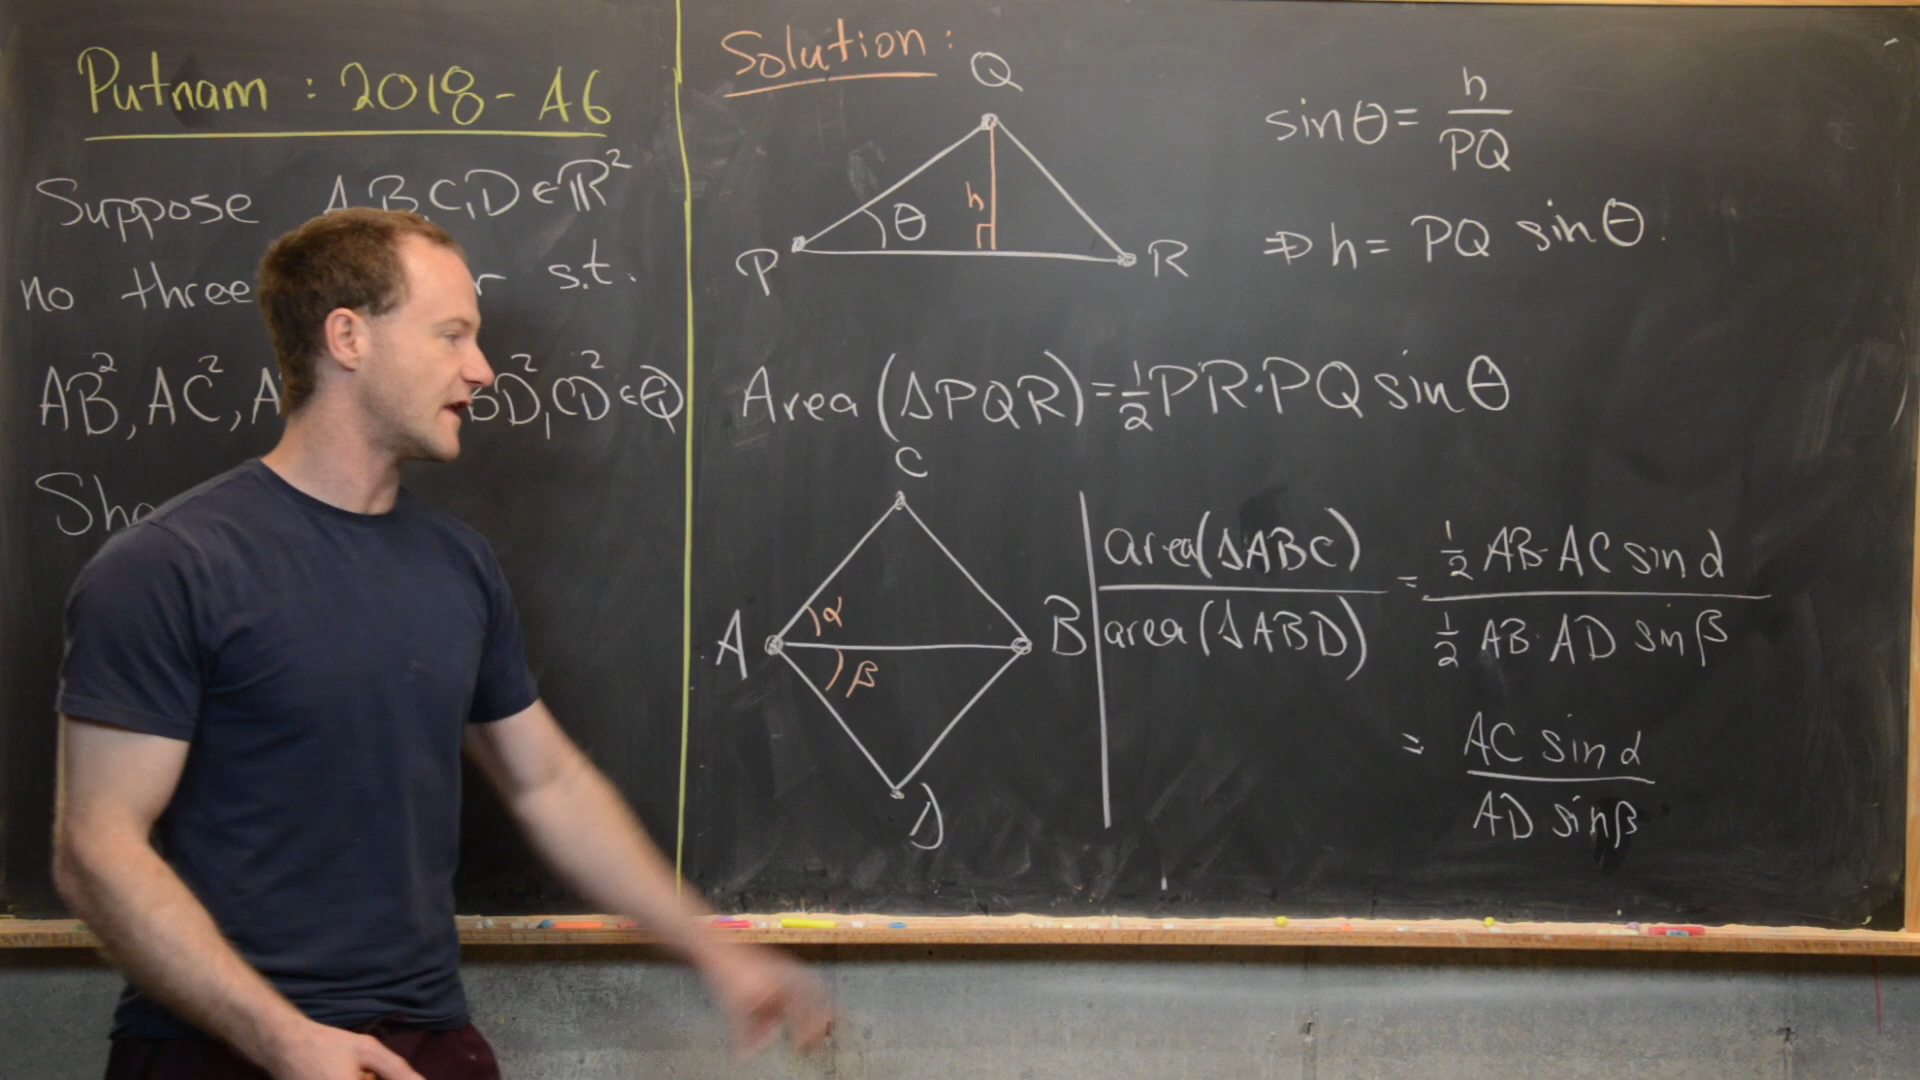 Putnam: 2018 - A6
Suppose A,B,C,D ∈ ℝ²
no three s.t.
AB², AC², BD², CD² ∈ ℚ
Solution:
Q
h
θ
P
R
sin θ = h / PQ
⇒ h = PQ sin θ.
Area (ΔPQR) = ½ PR·PQ sin θ
C
A
α
β
B
D
area(ΔABC) / area(ΔABD) = ½ AB·AC sin α / ½ AB·AD sin β
= AC sin α / AD sin β